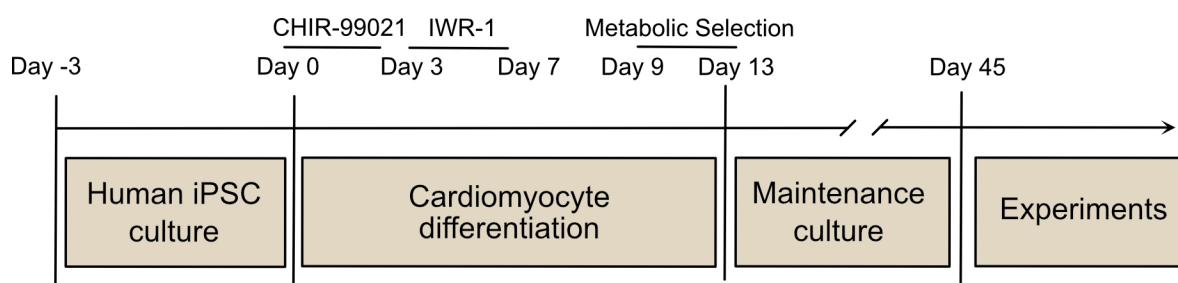 CHIR-99021 IWR-1 Metabolic Selection
Day -3 Day 0 Day 3 Day 7 Day 9 Day 13 Day 45
Human iPSC
culture
Cardiomyocyte
differentiation
Maintenance
culture
Experiments